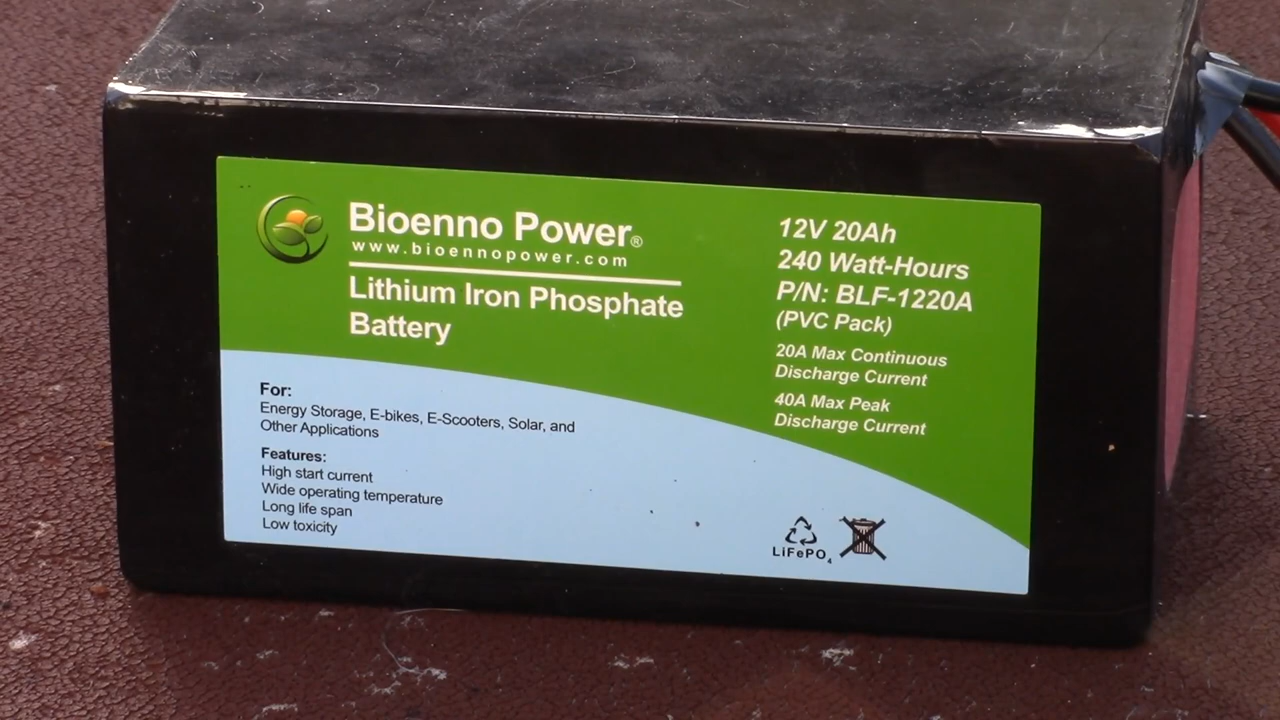 Bioenno Power®
www.bioennopower.com
Lithium Iron Phosphate
Battery
12V 20Ah
240 Watt-Hours
P/N: BLF-1220A
(PVC Pack)
20A Max Continuous
Discharge Current
40A Max Peak
Discharge Current
For:
Energy Storage, E-bikes, E-Scooters, Solar, and
Other Applications
Features:
High start current
Wide operating temperature
Long life span
Low toxicity
LiFePO₄